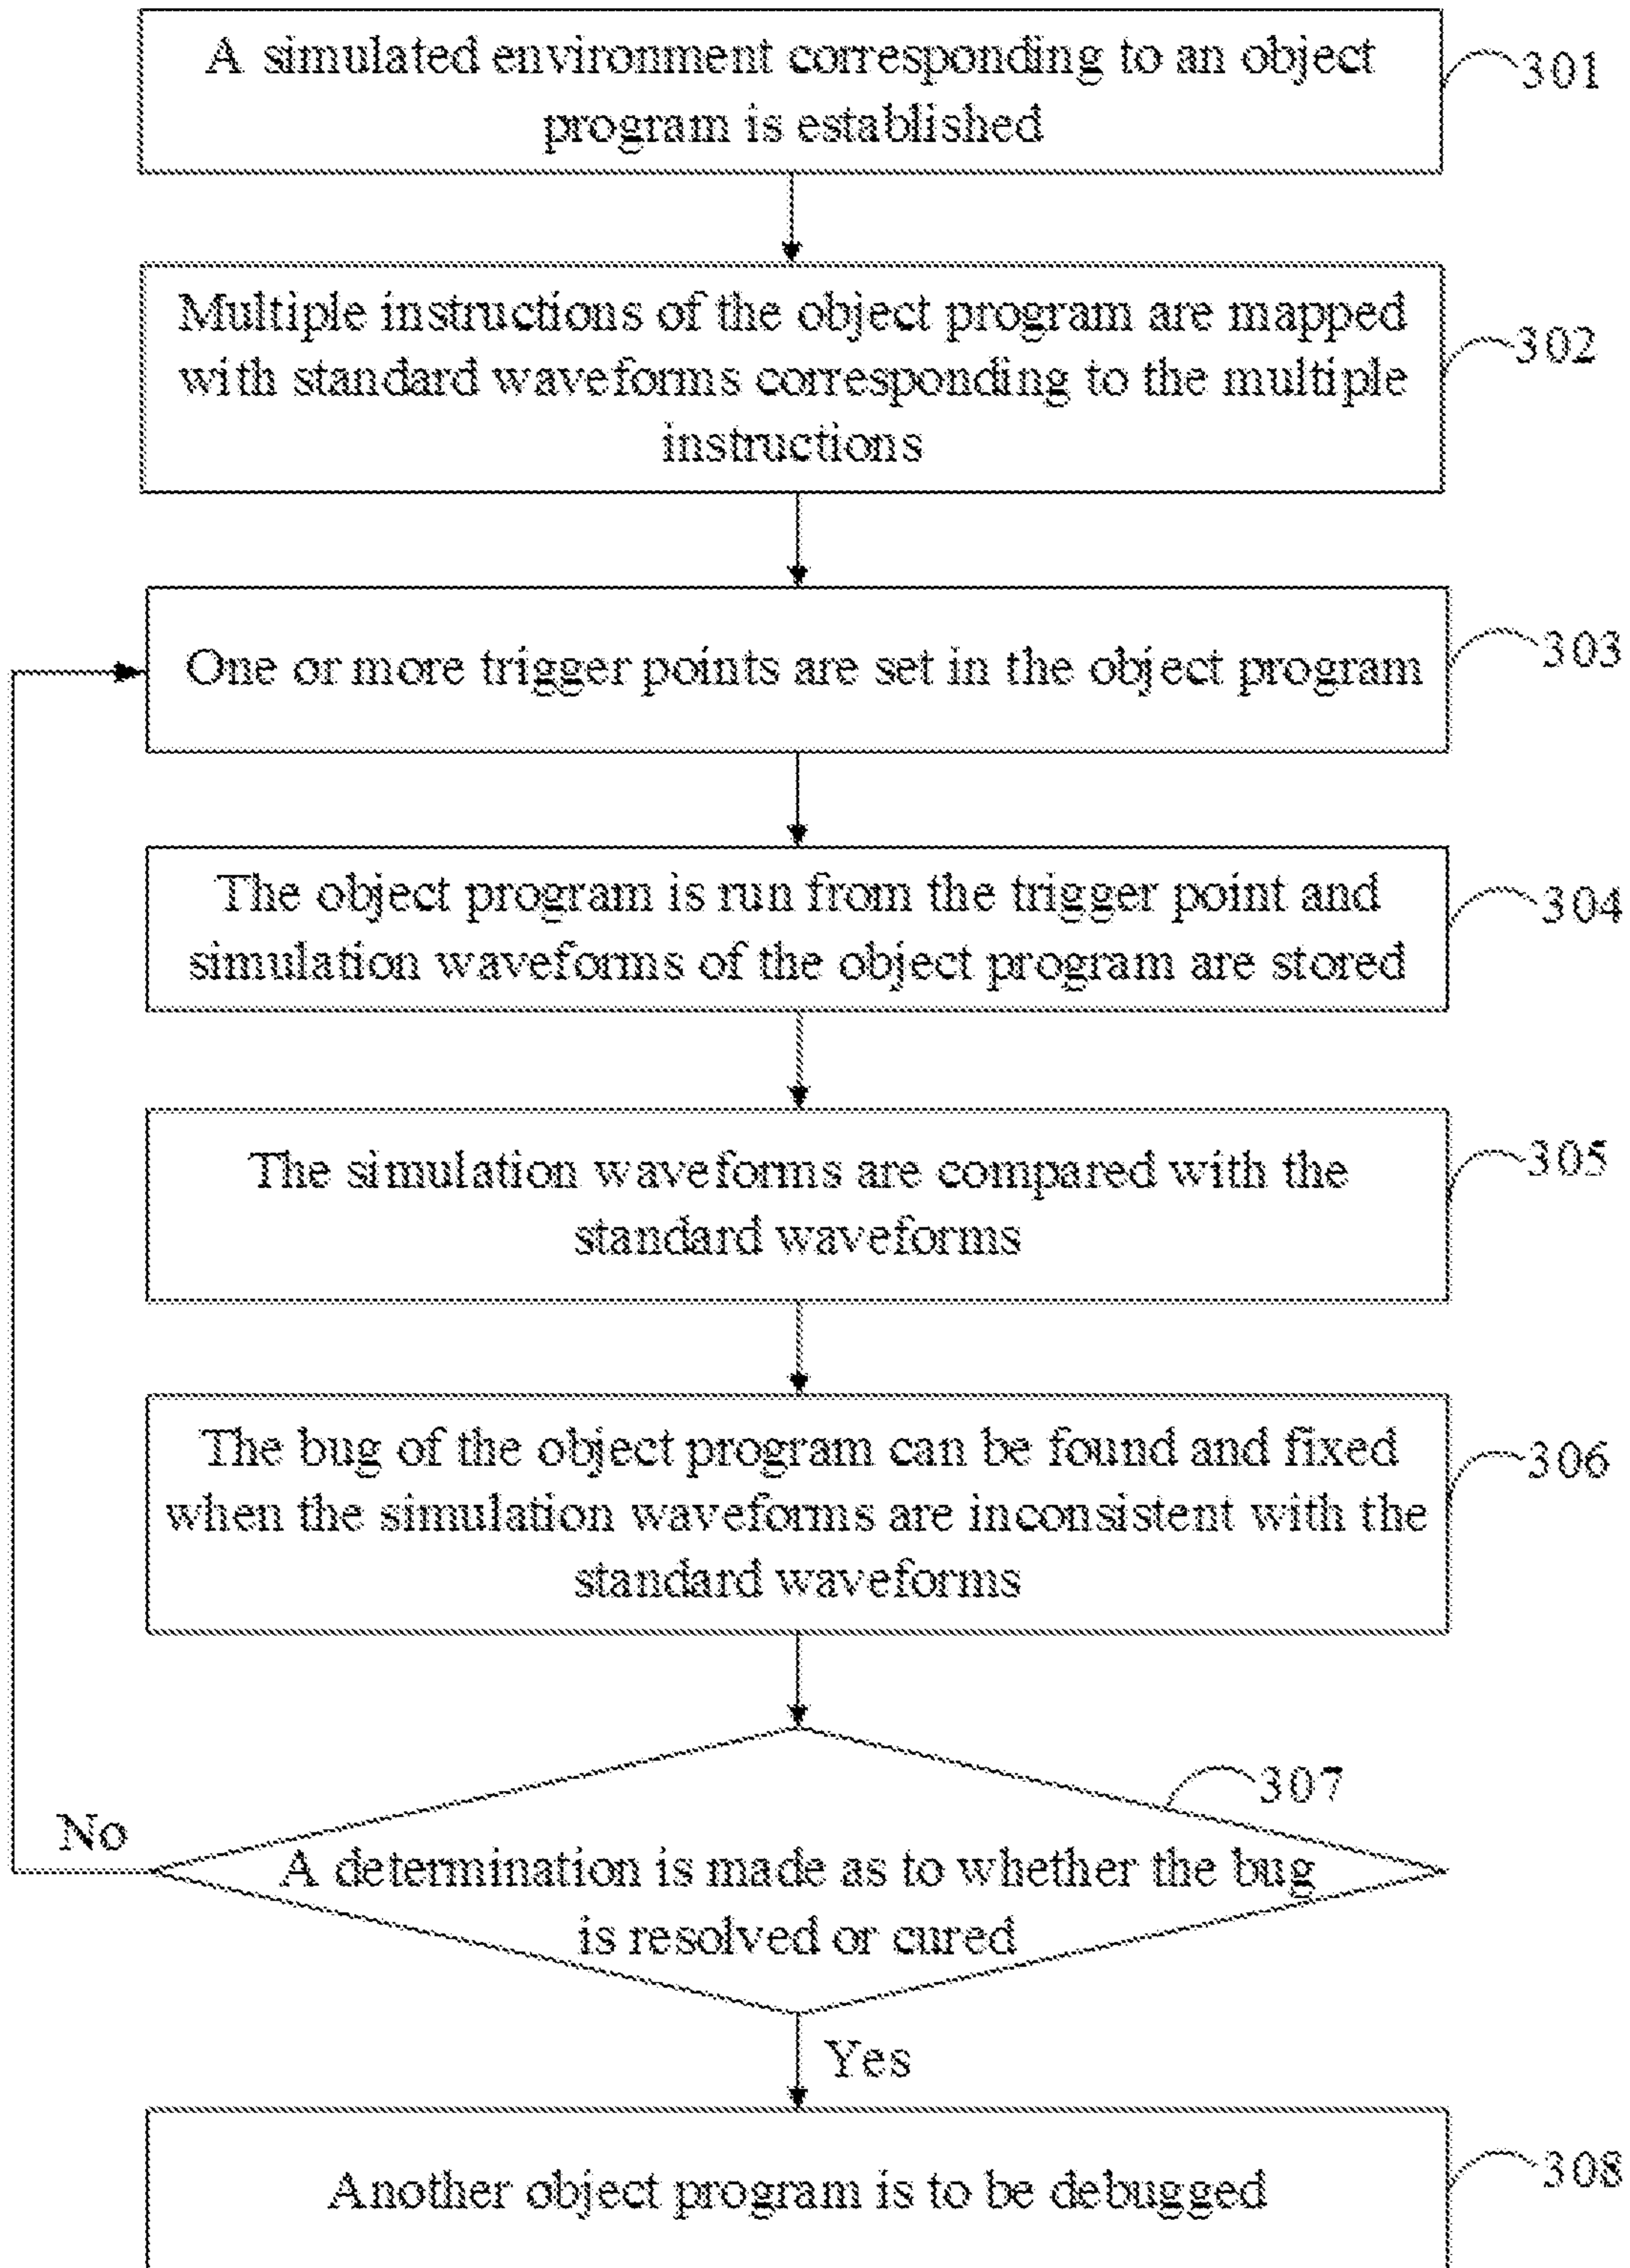 A simulated environment corresponding to an object
program is established
301
Multiple instructions of the object program are mapped
with standard waveforms corresponding to the multiple
instructions
302
One or more trigger points are set in the object program
303
The object program is run from the trigger point and
simulation waveforms of the object program are stored
304
The simulation waveforms are compared with the
standard waveforms
305
The bug of the object program can be found and fixed
when the simulation waveforms are inconsistent with the
standard waveforms
306
307
No
A determination is made as to whether the bug
is resolved or cured
Yes
Another object program is to be debugged
308